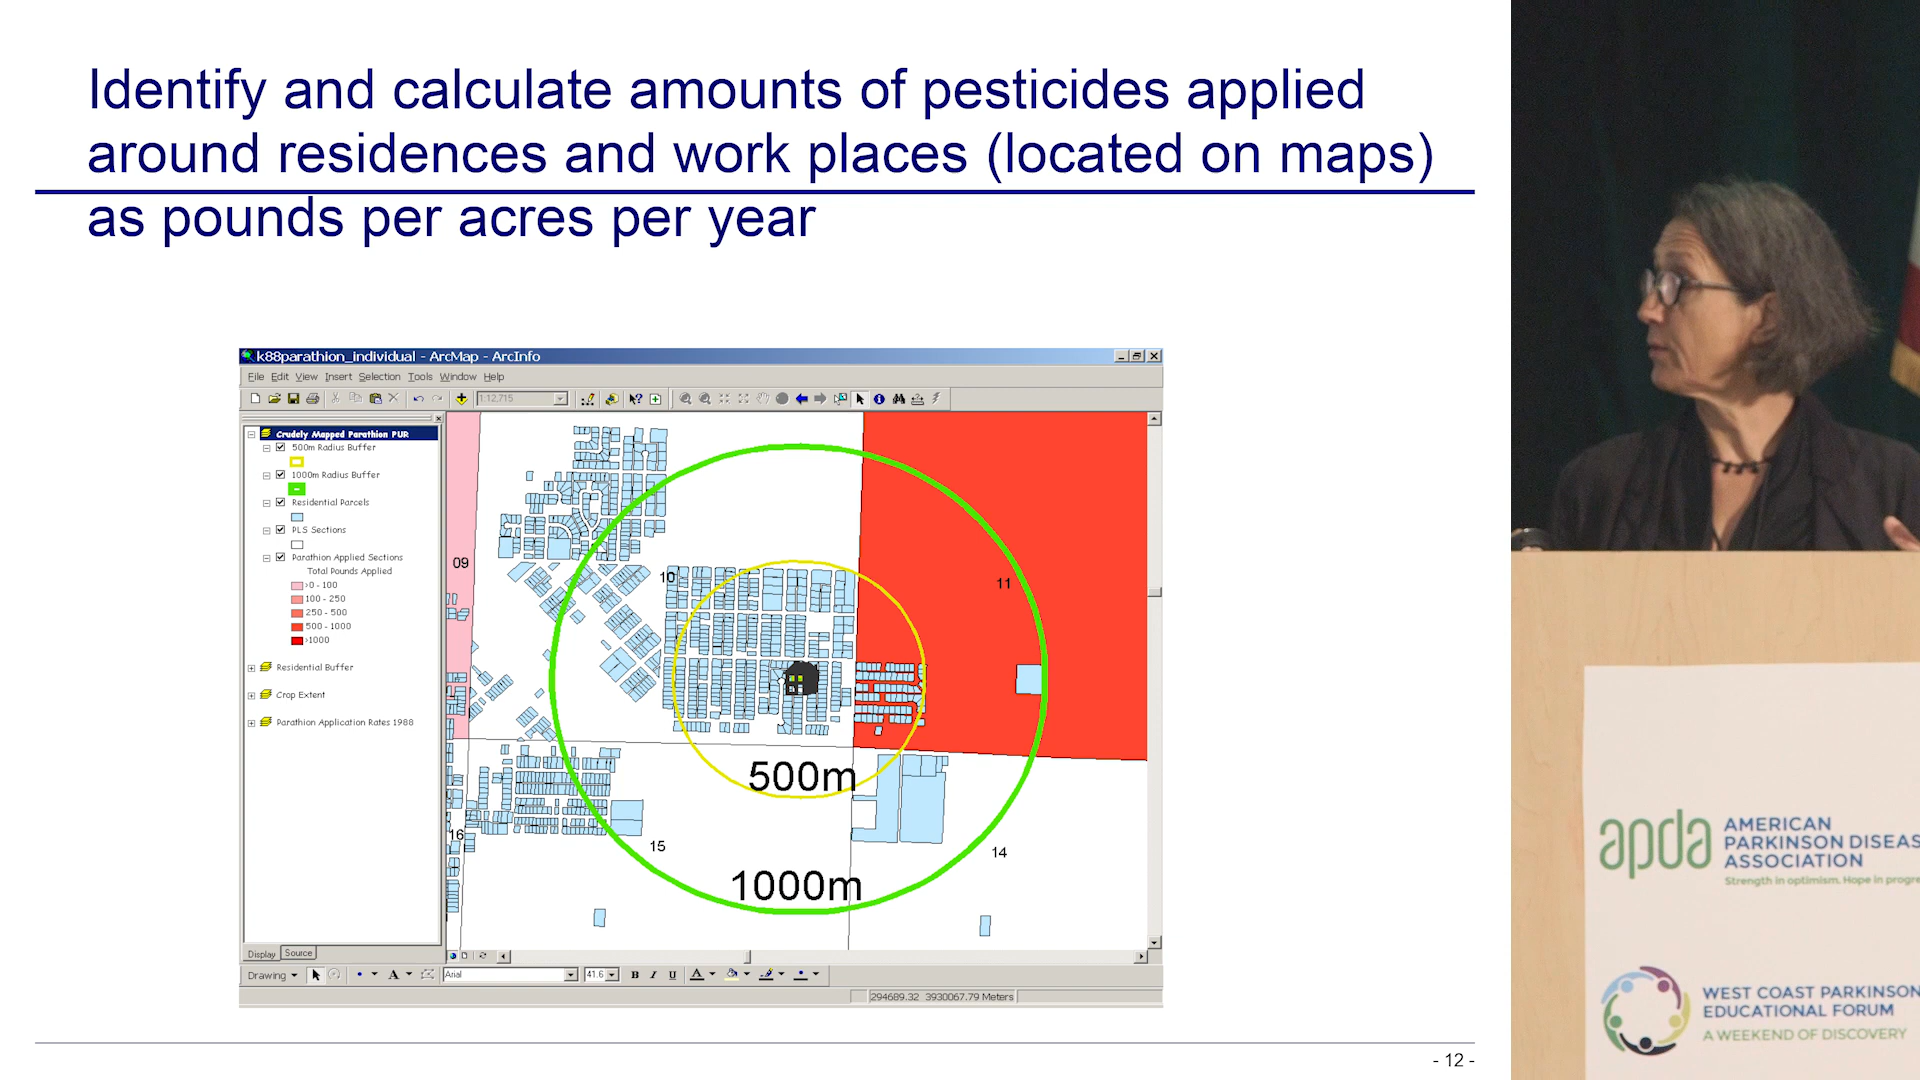 Identify and calculate amounts of pesticides applied
around residences and work places (located on maps)
as pounds per acres per year
k88parathion_individual - ArcMap - ArcInfo
File Edit View Insert Selection Tools Window Help
1:12,715
Crudely Mapped Parathion PUR
500m Radius Buffer
1000m Radius Buffer
Residential Parcels
PLS Sections
Parathion Applied Sections
Total Pounds Applied
>0 - 100
100 - 250
250 - 500
500 - 1000
>1000
Residential Buffer
Crop Extent
Parathion Application Rates 1988
09
10
11
500m
16
15
14
1000m
Display Source
Drawing A Arial 41.6 B I U A
294689.32 3930067.79 Meters
- 12 -
apda AMERICAN
PARKINSON DISEAS
ASSOCIATION
Strength in optimism. Hope in progre
WEST COAST PARKINSON
EDUCATIONAL FORUM
A WEEKEND OF DISCOVERY